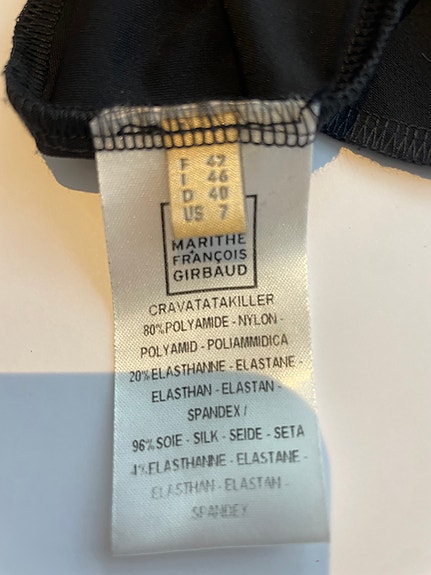 F 42
I 46
D 40
US 7
MARITHE
+
FRANÇOIS
GIRBAUD
CRAVATATAKILLER
80%POLYAMIDE - NYLON -
POLYAMID - POLIAMMIDICA
20%ELASTHANNE - ELASTANE -
ELASTHAN - ELASTAN -
SPANDEX /
96%SOIE - SILK - SEIDE - SETA
4%ELASTHANNE - ELASTANE -
ELASTHAN - ELASTAN -
SPANDEX